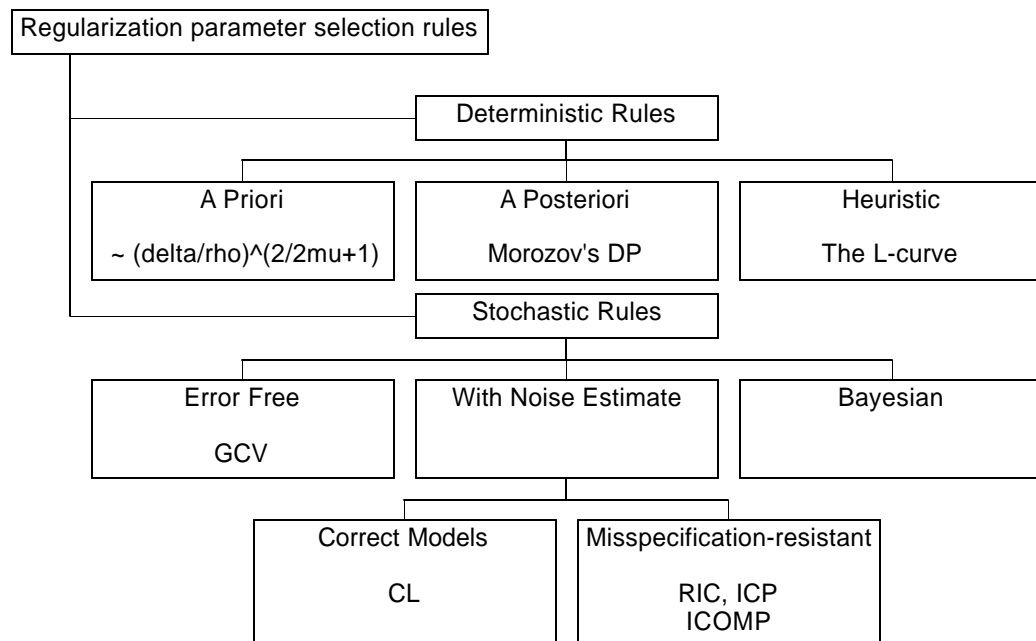 Regularization parameter selection rules
Deterministic Rules
A Priori
~ (delta/rho)^(2/2mu+1)
A Posteriori
Morozov's DP
Heuristic
The L-curve
Stochastic Rules
Error Free
GCV
With Noise Estimate
Bayesian
Correct Models
CL
Misspecification-resistant
RIC, ICP
ICOMP